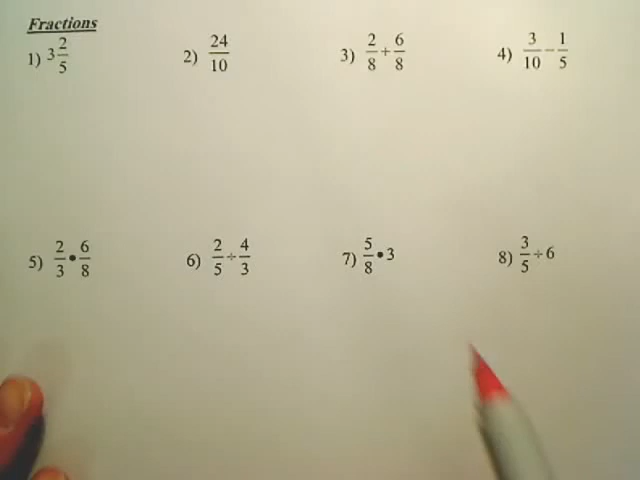 Fractions
1) 3 2/5 2) 24/10 3) 2/8 + 6/8 4) 3/10 − 1/5
5) 2/3 • 6/8 6) 2/5 ÷ 4/3 7) 5/8 • 3 8) 3/5 ÷ 6